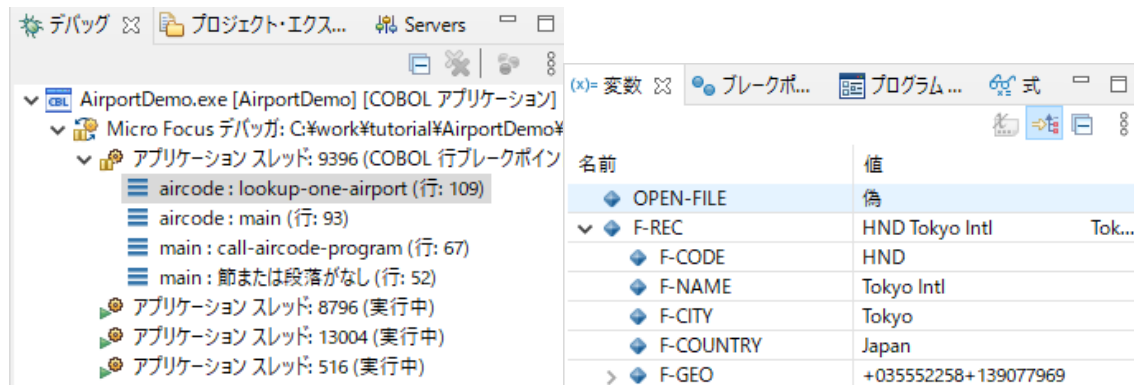 デバッグ プロジェクト・エクス... Servers
AirportDemo.exe [AirportDemo] [COBOL アプリケーション]
Micro Focus デバッガ: C:¥work¥tutorial¥AirportDemo¥
アプリケーション スレッド: 9396 (COBOL 行ブレークポイン
aircode : lookup-one-airport (行: 109)
aircode : main (行: 93)
main : call-aircode-program (行: 67)
main : 節または段落がなし (行: 52)
アプリケーション スレッド: 8796 (実行中)
アプリケーション スレッド: 13004 (実行中)
アプリケーション スレッド: 516 (実行中)
(x)= 変数 ブレークポ... プログラム ... 式
名前 値
OPEN-FILE 偽
F-REC HND Tokyo Intl Tok...
F-CODE HND
F-NAME Tokyo Intl
F-CITY Tokyo
F-COUNTRY Japan
F-GEO +035552258+139077969